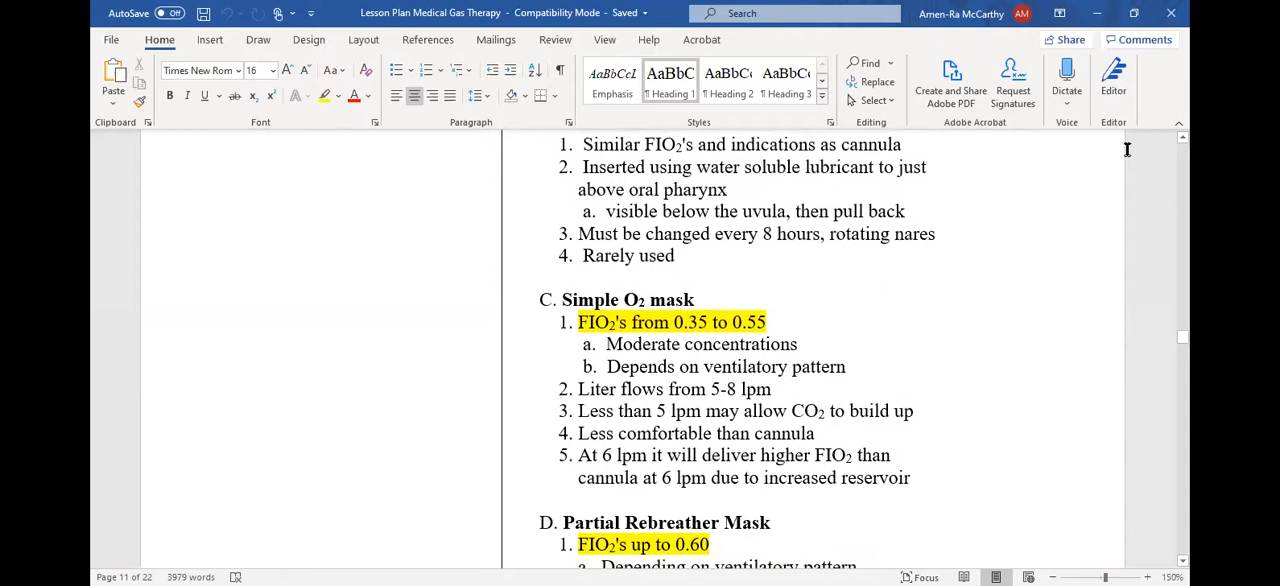 AutoSave Off Lesson Plan Medical Gas Therapy - Compatibility Mode - Saved Search Amen-Ra McCarthy AM
File Home Insert Draw Design Layout References Mailings Review View Help Acrobat Share Comments
Paste Times New Rom 16 Aa AaBbCcI AaBbC AaBbC AaBbC Find Replace Select Create and Share Adobe PDF Request Signatures Dictate Editor
B I U ab x2 x2 A A Emphasis ¶ Heading 1 ¶ Heading 2 ¶ Heading 3
Clipboard Font Paragraph Styles Editing Adobe Acrobat Voice Editor
1. Similar FIO2's and indications as cannula
2. Inserted using water soluble lubricant to just
above oral pharynx
a. visible below the uvula, then pull back
3. Must be changed every 8 hours, rotating nares
4. Rarely used
C. Simple O2 mask
1. FIO2's from 0.35 to 0.55
a. Moderate concentrations
b. Depends on ventilatory pattern
2. Liter flows from 5-8 lpm
3. Less than 5 lpm may allow CO2 to build up
4. Less comfortable than cannula
5. At 6 lpm it will deliver higher FIO2 than
cannula at 6 lpm due to increased reservoir
D. Partial Rebreather Mask
1. FIO2's up to 0.60
a. Depending on ventilatory pattern
Page 11 of 22 3979 words Focus 150%